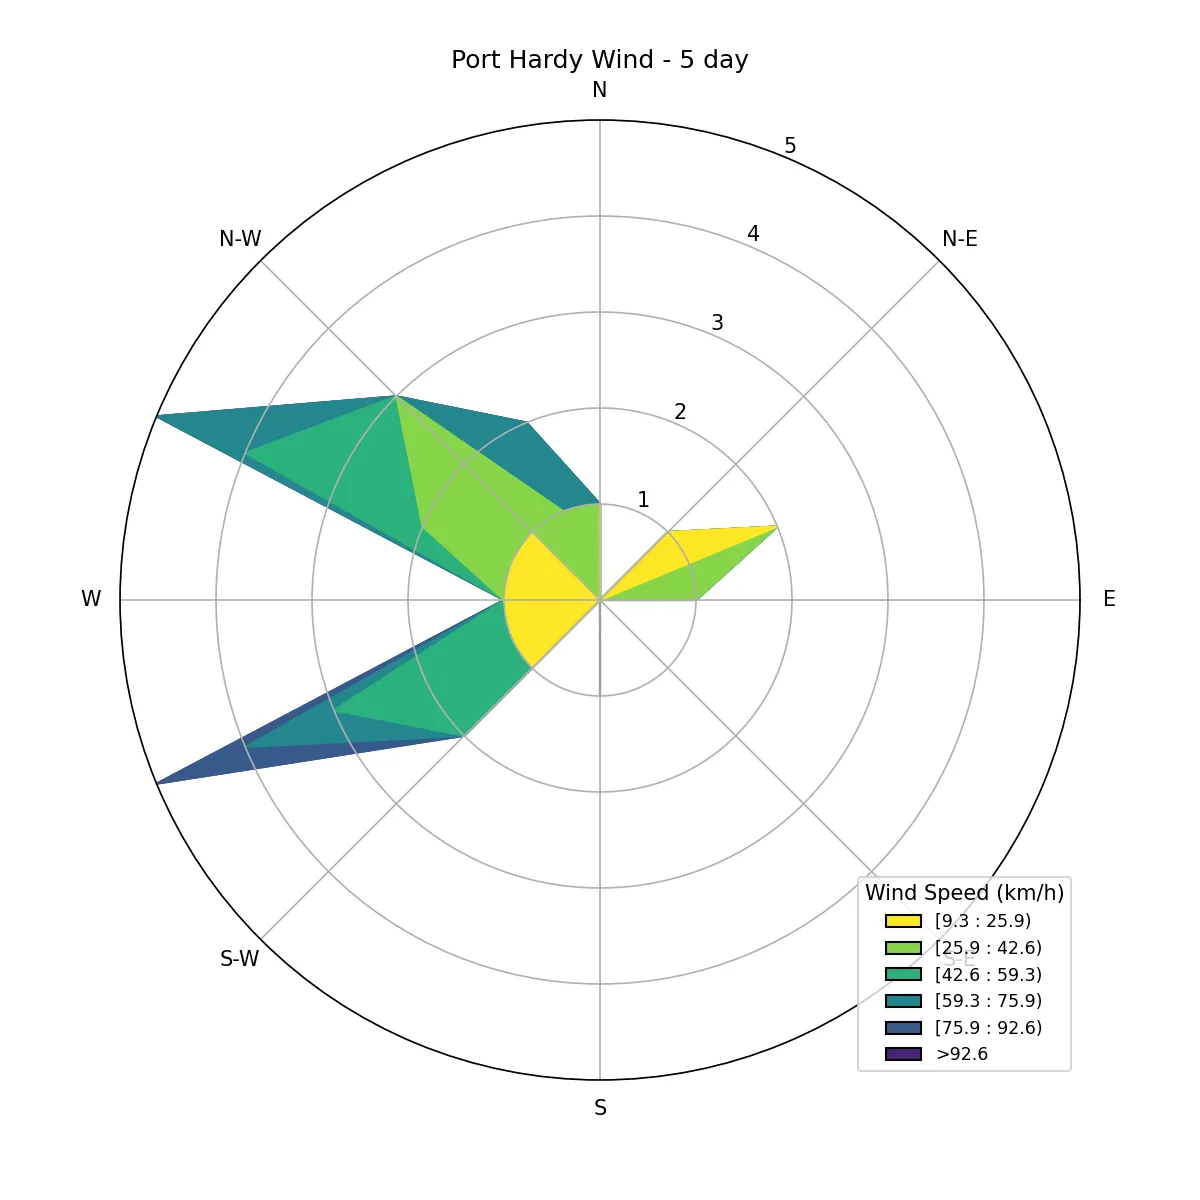 Port Hardy Wind - 5 day
N
5
N-W
4
N-E
3
2
1
W
E
Wind Speed (km/h)
[9.3 : 25.9)
[25.9 : 42.6)
S-W
S-E
[42.6 : 59.3)
[59.3 : 75.9)
[75.9 : 92.6)
>92.6
S